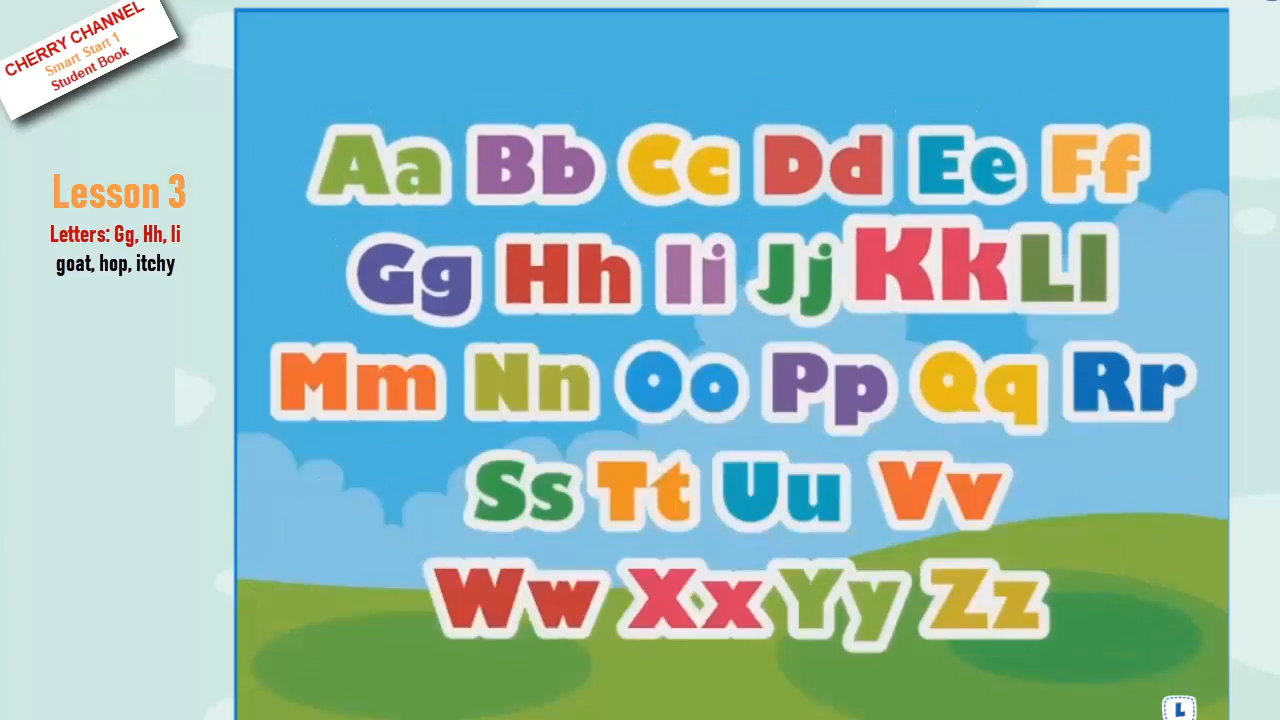 CHERRY CHANNEL
Smart Start 1
Student Book
Lesson 3
Letters: Gg, Hh, Ii
goat, hop, itchy
Aa Bb Cc Dd Ee Ff
Gg Hh Ii Jj Kk Ll
Mm Nn Oo Pp Qq Rr
Ss Tt Uu Vv
Ww Xx Yy Zz
L